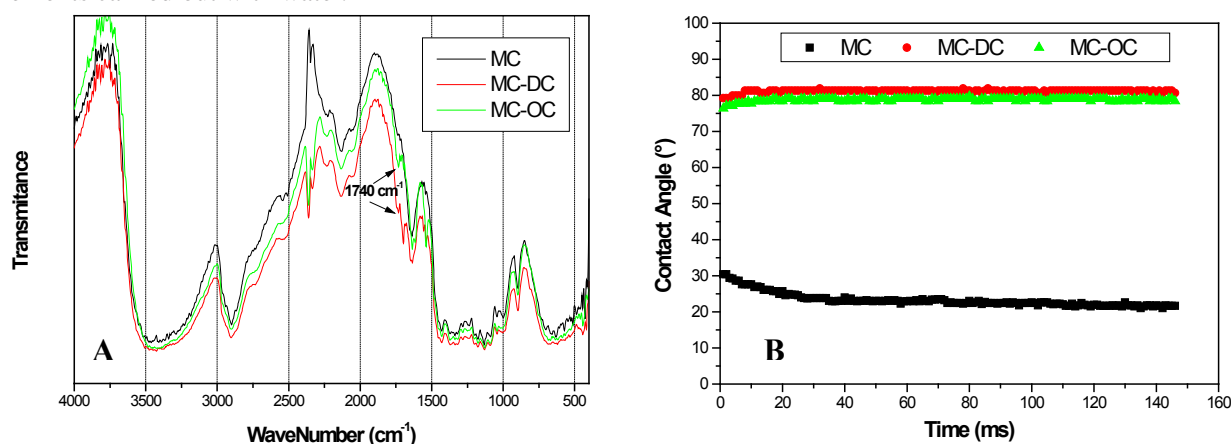 A
Transmitance
MC
MC-DC
MC-OC
1740 cm-1
4000 3500 3000 2500 2000 1500 1000 500
WaveNumber (cm-1)
B
Contact Angle (°)
MC MC-DC MC-OC
100
90
80
70
60
50
40
30
20
10
0
0 20 40 60 80 100 120 140 160
Time (ms)